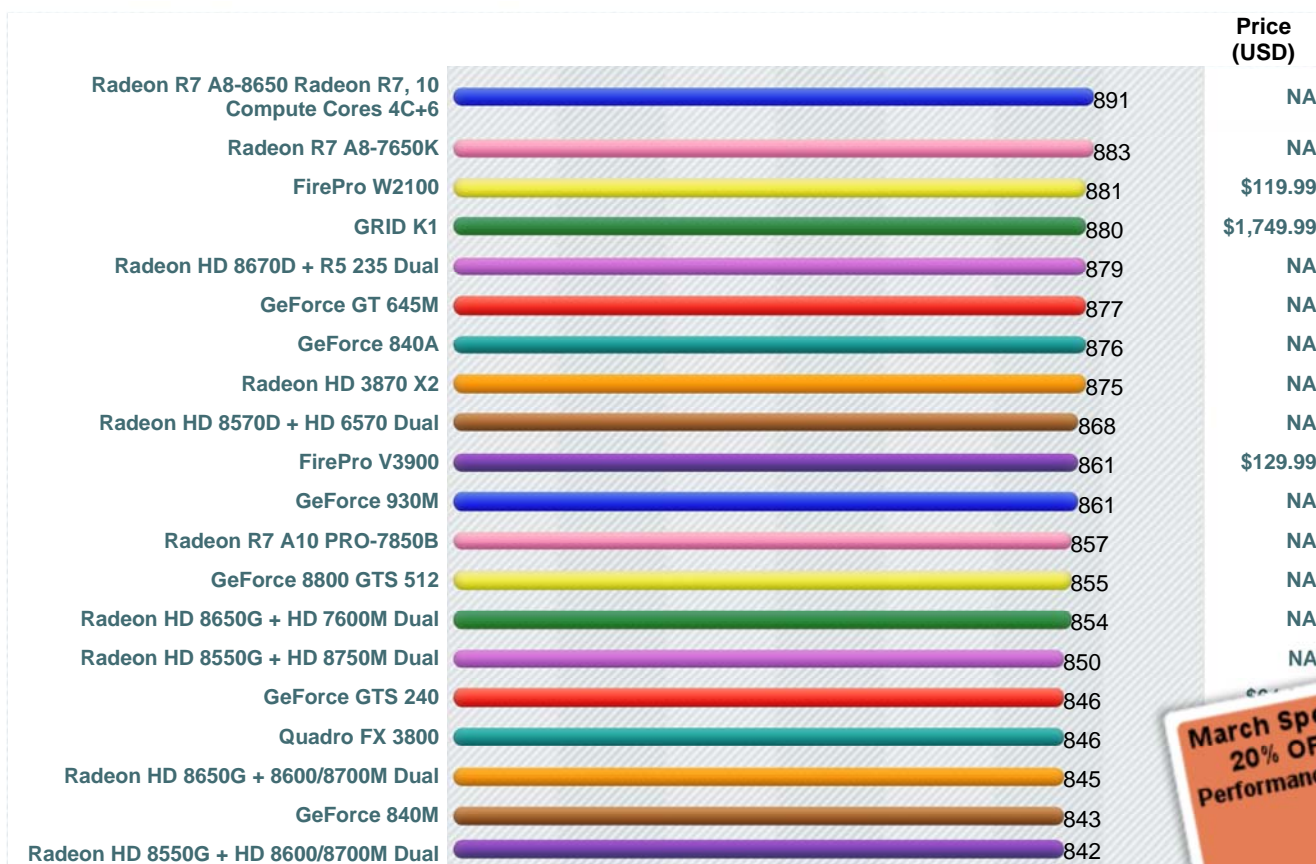 Price
(USD)
Radeon R7 A8-8650 Radeon R7, 10
Compute Cores 4C+6 891 NA
Radeon R7 A8-7650K 883 NA
FirePro W2100 881 $119.99
GRID K1 880 $1,749.99
Radeon HD 8670D + R5 235 Dual 879 NA
GeForce GT 645M 877 NA
GeForce 840A 876 NA
Radeon HD 3870 X2 875 NA
Radeon HD 8570D + HD 6570 Dual 868 NA
FirePro V3900 861 $129.99
GeForce 930M 861 NA
Radeon R7 A10 PRO-7850B 857 NA
GeForce 8800 GTS 512 855 NA
Radeon HD 8650G + HD 7600M Dual 854 NA
Radeon HD 8550G + HD 8750M Dual 850 NA
GeForce GTS 240 846
Quadro FX 3800 846
Radeon HD 8650G + 8600/8700M Dual 845
GeForce 840M 843
Radeon HD 8550G + HD 8600/8700M Dual 842
March Spe
20% OF
Performanc